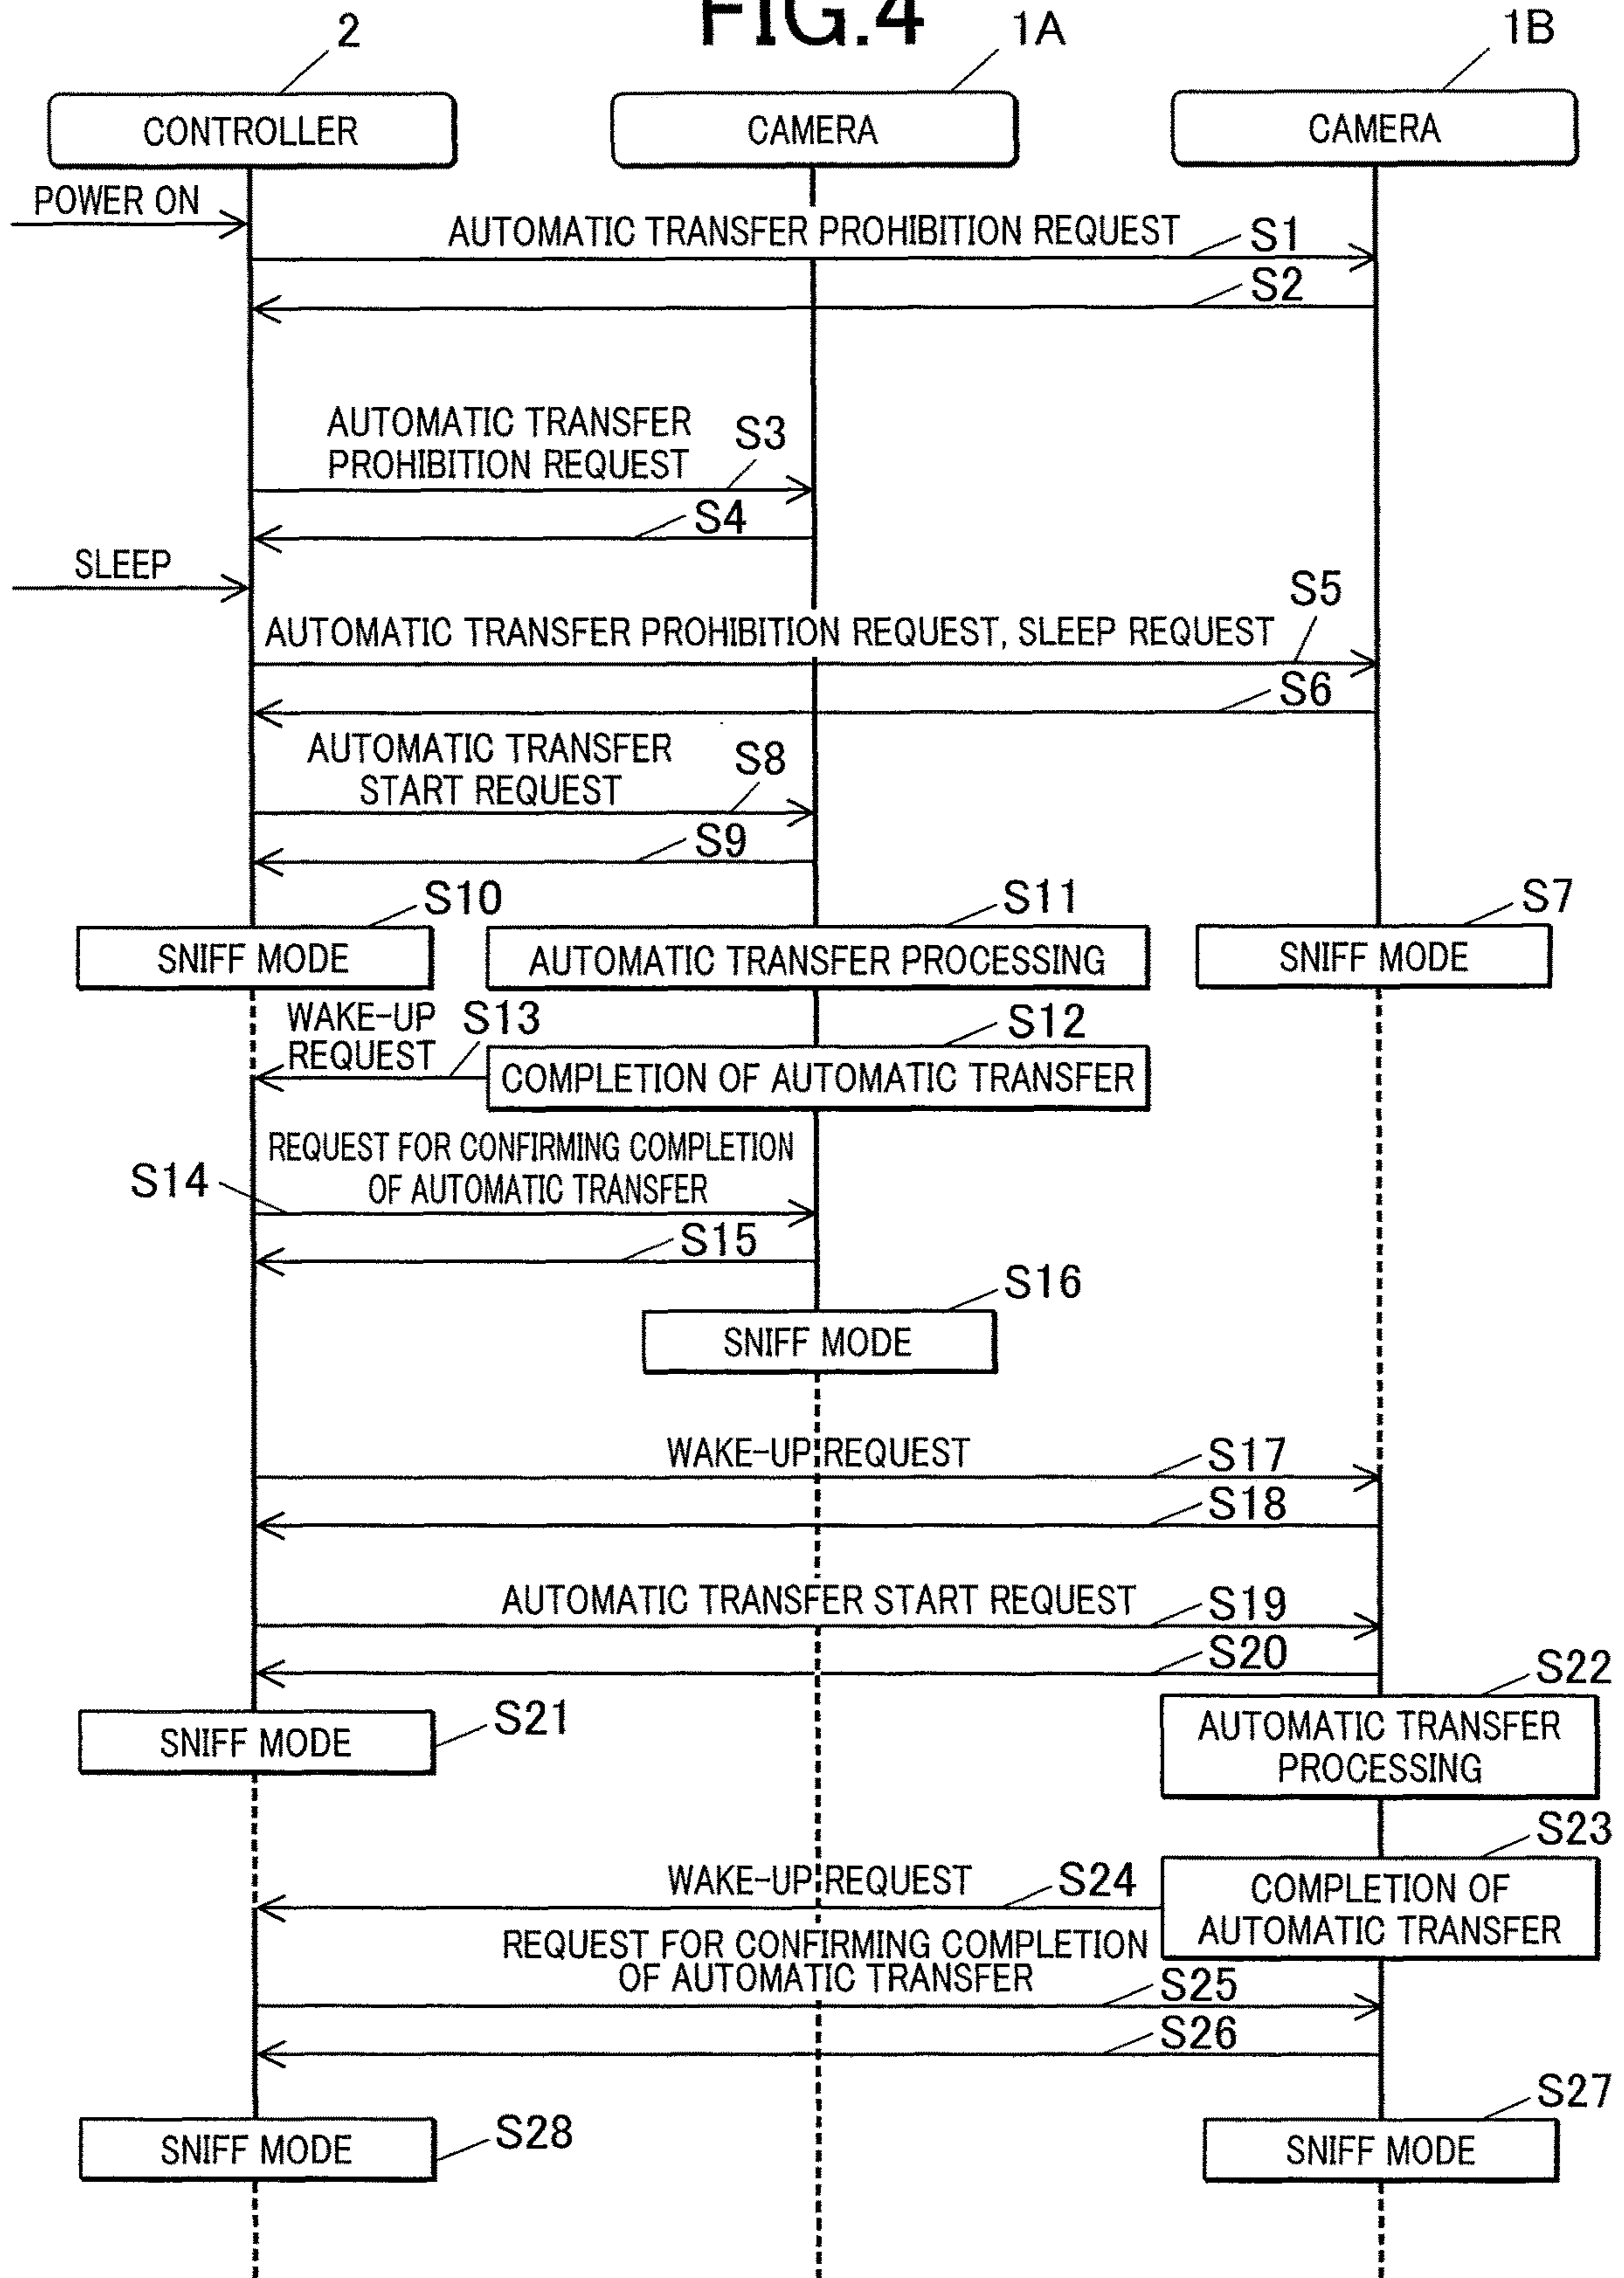 FIG.4
2
1A
1B
CONTROLLER
CAMERA
CAMERA
POWER ON
AUTOMATIC TRANSFER PROHIBITION REQUEST
S1
S2
AUTOMATIC TRANSFER
PROHIBITION REQUEST
S3
S4
SLEEP
S5
AUTOMATIC TRANSFER PROHIBITION REQUEST, SLEEP REQUEST
S6
AUTOMATIC TRANSFER
START REQUEST
S8
S9
S10
S11
S7
SNIFF MODE
AUTOMATIC TRANSFER PROCESSING
SNIFF MODE
WAKE-UP
REQUEST
S13
S12
COMPLETION OF AUTOMATIC TRANSFER
REQUEST FOR CONFIRMING COMPLETION
OF AUTOMATIC TRANSFER
S14
S15
S16
SNIFF MODE
WAKE-UP REQUEST
S17
S18
AUTOMATIC TRANSFER START REQUEST
S19
S20
S22
S21
SNIFF MODE
AUTOMATIC TRANSFER
PROCESSING
S23
WAKE-UP REQUEST
S24
COMPLETION OF
AUTOMATIC TRANSFER
REQUEST FOR CONFIRMING COMPLETION
OF AUTOMATIC TRANSFER
S25
S26
S27
SNIFF MODE
S28
SNIFF MODE